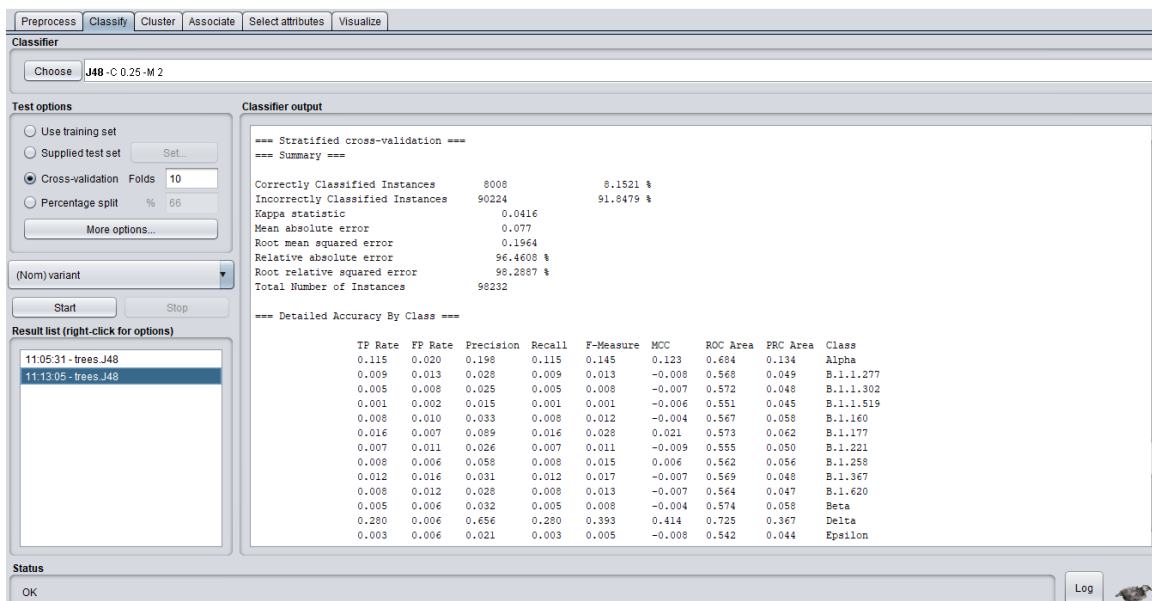 Preprocess Classify Cluster Associate Select attributes Visualize
Classifier
Choose J48 -C 0.25 -M 2
Test options
Use training set
Supplied test set Set...
Cross-validation Folds 10
Percentage split % 66
More options...
(Nom) variant
Start Stop
Result list (right-click for options)
11:05:31 - trees.J48
11:13:05 - trees.J48
Classifier output
=== Stratified cross-validation ===
=== Summary ===
Correctly Classified Instances 8008 8.1521 %
Incorrectly Classified Instances 90224 91.8479 %
Kappa statistic 0.0416
Mean absolute error 0.077
Root mean squared error 0.1964
Relative absolute error 96.4608 %
Root relative squared error 98.2887 %
Total Number of Instances 98232
=== Detailed Accuracy By Class ===
TP Rate FP Rate Precision Recall F-Measure MCC ROC Area PRC Area Class
0.115 0.020 0.198 0.115 0.145 0.123 0.684 0.134 Alpha
0.009 0.013 0.028 0.009 0.013 -0.008 0.568 0.049 B.1.1.277
0.005 0.008 0.025 0.005 0.008 -0.007 0.572 0.048 B.1.1.302
0.001 0.002 0.015 0.001 0.001 -0.006 0.551 0.045 B.1.1.519
0.008 0.010 0.033 0.008 0.012 -0.004 0.567 0.058 B.1.160
0.016 0.007 0.089 0.016 0.028 0.021 0.573 0.062 B.1.177
0.007 0.011 0.026 0.007 0.011 -0.009 0.555 0.050 B.1.221
0.008 0.006 0.058 0.008 0.015 0.006 0.562 0.056 B.1.258
0.012 0.016 0.031 0.012 0.017 -0.007 0.569 0.048 B.1.367
0.008 0.012 0.028 0.008 0.013 -0.007 0.564 0.047 B.1.620
0.005 0.006 0.032 0.005 0.008 -0.004 0.574 0.058 Beta
0.280 0.006 0.656 0.280 0.393 0.414 0.725 0.367 Delta
0.003 0.006 0.021 0.003 0.005 -0.008 0.542 0.044 Epsilon
Status
OK
Log